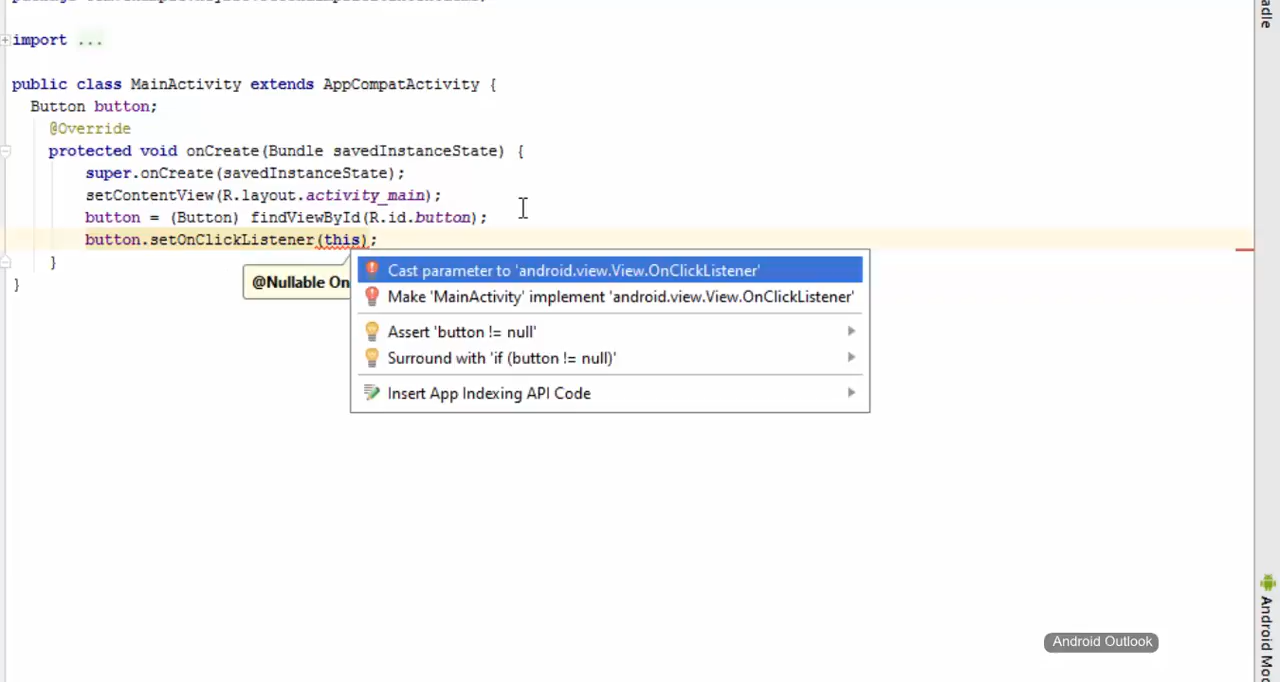 adle
import ...
public class MainActivity extends AppCompatActivity {
Button button;
@Override
protected void onCreate(Bundle savedInstanceState) {
super.onCreate(savedInstanceState);
setContentView(R.layout.activity_main);
button = (Button) findViewById(R.id.button);
button.setOnClickListener(this);
}
}
@Nullable On
Cast parameter to 'android.view.View.OnClickListener'
Make 'MainActivity' implement 'android.view.View.OnClickListener'
Assert 'button != null'
Surround with 'if (button != null)'
Insert App Indexing API Code
Android Outlook
Android Mod